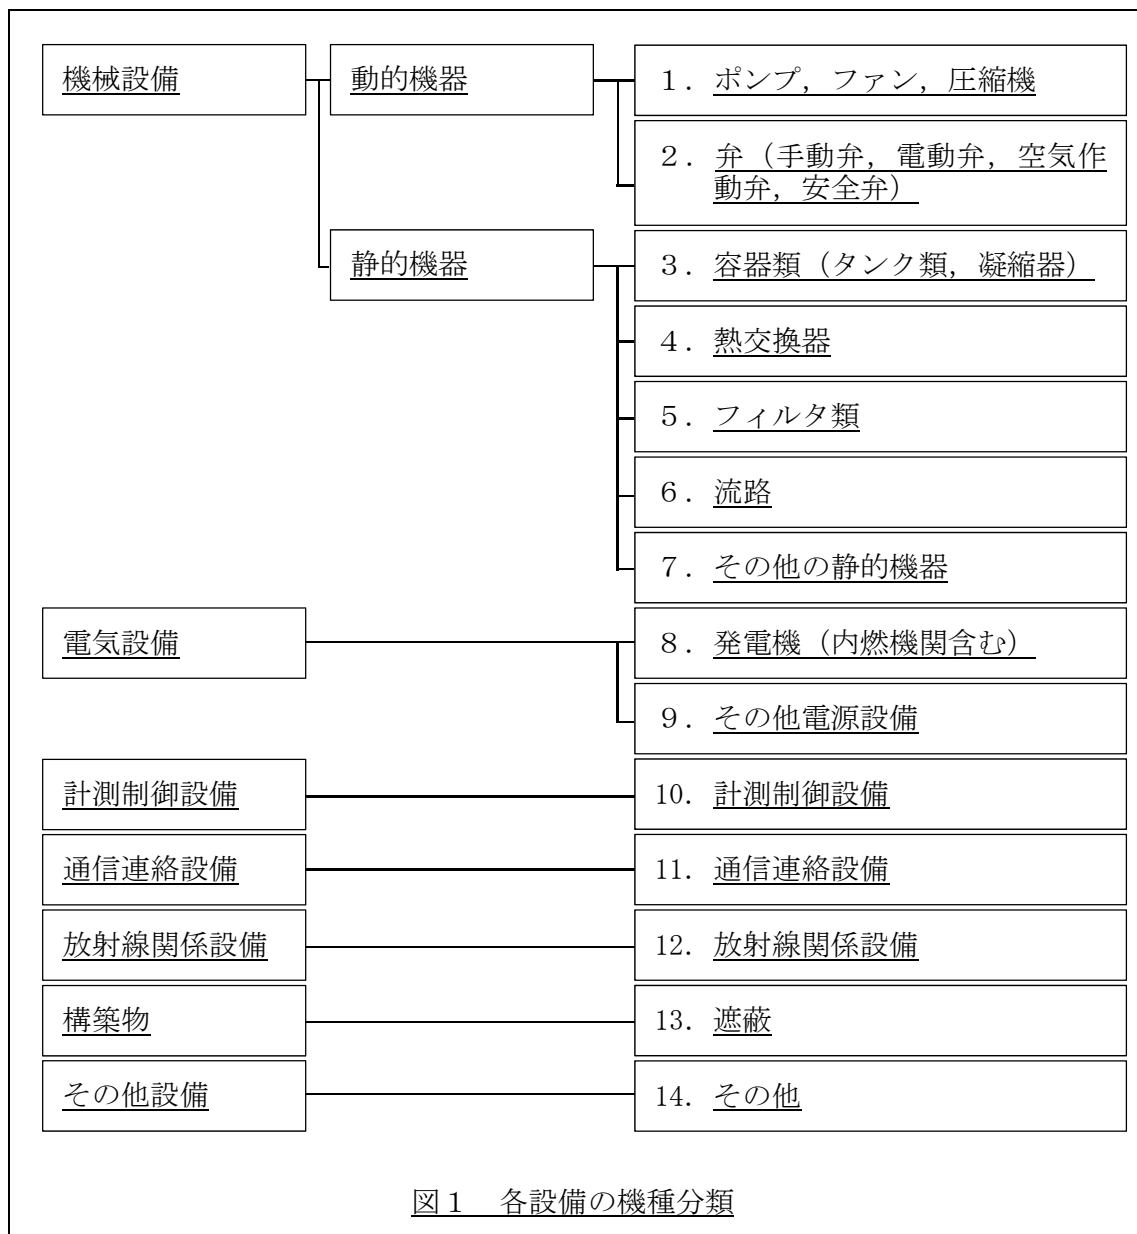 機械設備
動的機器
１．ポンプ，ファン，圧縮機
２．弁（手動弁，電動弁，空気作
動弁，安全弁）
静的機器
３．容器類（タンク類，凝縮器）
４．熱交換器
５．フィルタ類
６．流路
７．その他の静的機器
電気設備
８．発電機（内燃機関含む）
９．その他電源設備
計測制御設備
10．計測制御設備
通信連絡設備
11．通信連絡設備
放射線関係設備
12．放射線関係設備
構築物
13．遮蔽
その他設備
14．その他
図１　各設備の機種分類